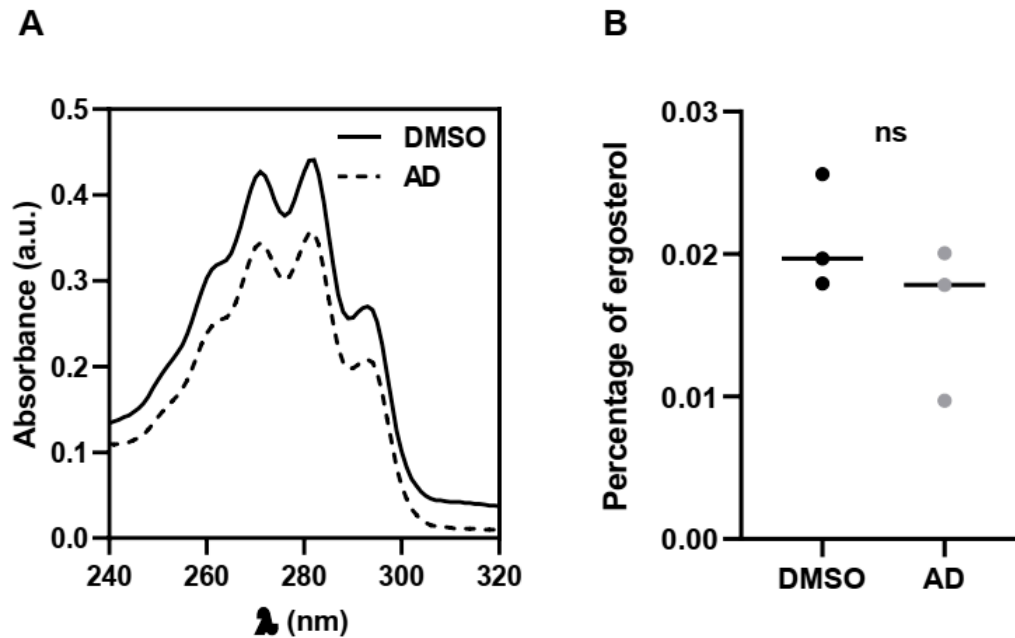 A
B
0.5
0.4
0.3
0.2
0.1
0.0
Absorbance (a.u.)
DMSO
AD
240
260
280
300
320
λ (nm)
0.03
0.02
0.01
0.00
Percentage of ergosterol
ns
DMSO
AD